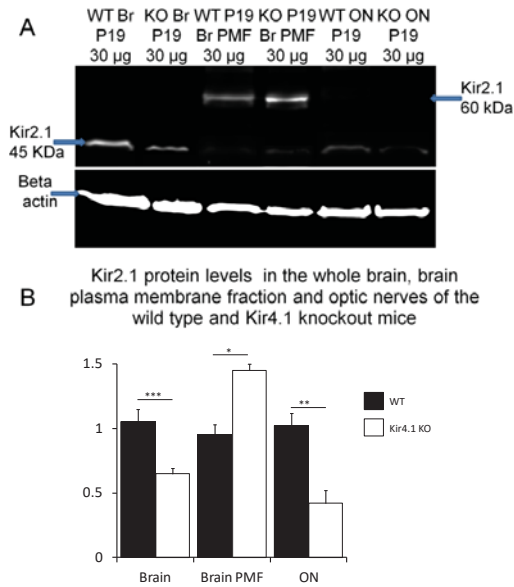 A
WT Br KO Br WT P19 KO P19 WT ON KO ON
P19 P19 Br PMF Br PMF P19 P19
30 µg 30 µg 30 µg 30 µg 30 µg 30 µg
Kir2.1
60 kDa
Kir2.1
45 KDa
Beta
actin
Kir2.1 protein levels in the whole brain, brain
plasma membrane fraction and optic nerves of the
wild type and Kir4.1 knockout mice
B
1.5
1
0.5
0
***
*
**
WT
Kir4.1 KO
Brain Brain PMF ON